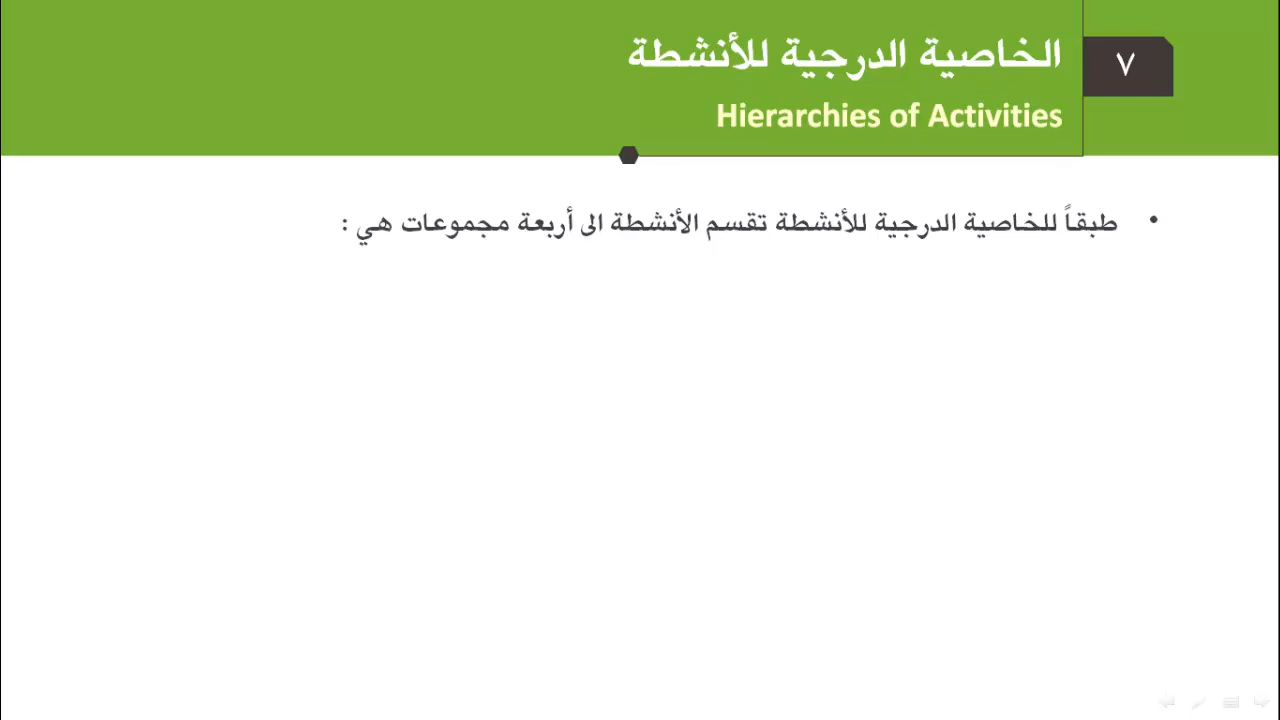 ٧
الخاصية الدرجية للأنشطة
Hierarchies of Activities
• طبقاً للخاصية الدرجية للأنشطة تقسم الأنشطة الى أربعة مجموعات هي :